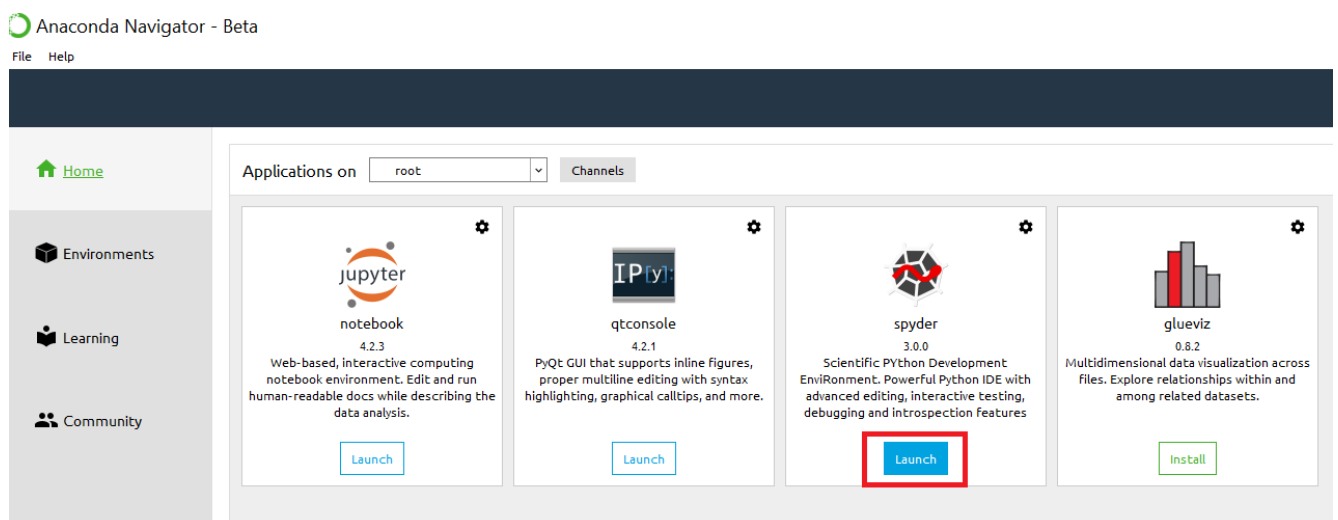 Anaconda Navigator - Beta
File Help
Home
Applications on root Channels
Environments
Learning
Community
jupyter
notebook
4.2.3
Web-based, interactive computing
notebook environment. Edit and run
human-readable docs while describing the
data analysis.
Launch
IP[y]:
qtconsole
4.2.1
PyQt GUI that supports inline figures,
proper multiline editing with syntax
highlighting, graphical calltips, and more.
Launch
spyder
3.0.0
Scientific PYthon Development
EnviRonment. Powerful Python IDE with
advanced editing, interactive testing,
debugging and introspection features
Launch
glueviz
0.8.2
Multidimensional data visualization across
files. Explore relationships within and
among related datasets.
Install